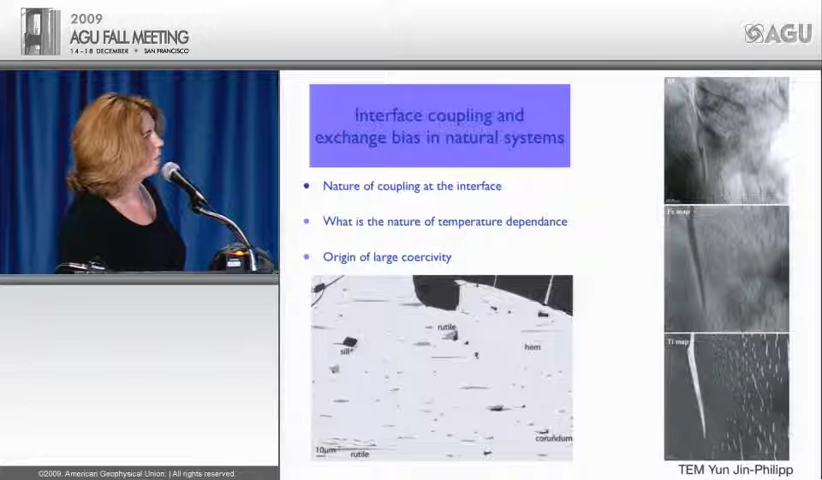 2009
AGU FALL MEETING
14-18 DECEMBER • SAN FRANCISCO
AGU
Interface coupling and
exchange bias in natural systems
• Nature of coupling at the interface
• What is the nature of temperature dependance
• Origin of large coercivity
rutile
sill
hem
corundum
10µm
rutile
Fe map
Ti map
TEM Yun Jin-Philipp
©2009. American Geophysical Union. | All rights reserved.